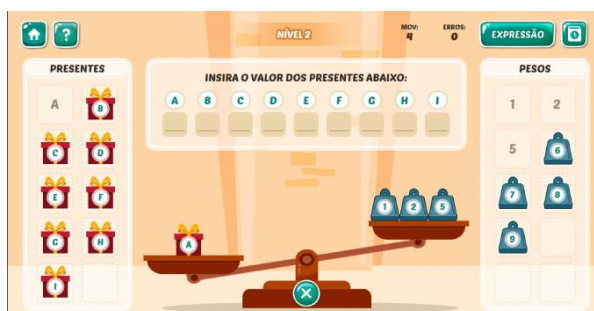 NÍVEL 2
MOV:
4
ERROS:
0
EXPRESSÃO
PRESENTES
A B
C D
E F
G H
I
INSIRA O VALOR DOS PRESENTES ABAIXO:
A B C D E F G H I
A
1 2 5
PESOS
1 2
5 6
7 8
9